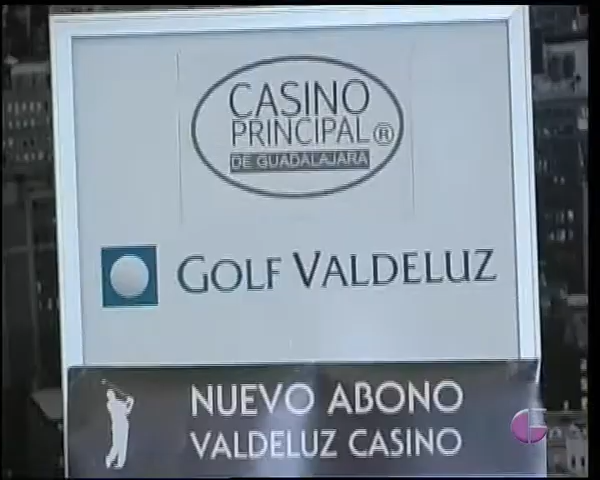 CASINO
PRINCIPAL ®
DE GUADALAJARA
GOLF VALDELUZ
NUEVO ABONO
VALDELUZ CASINO